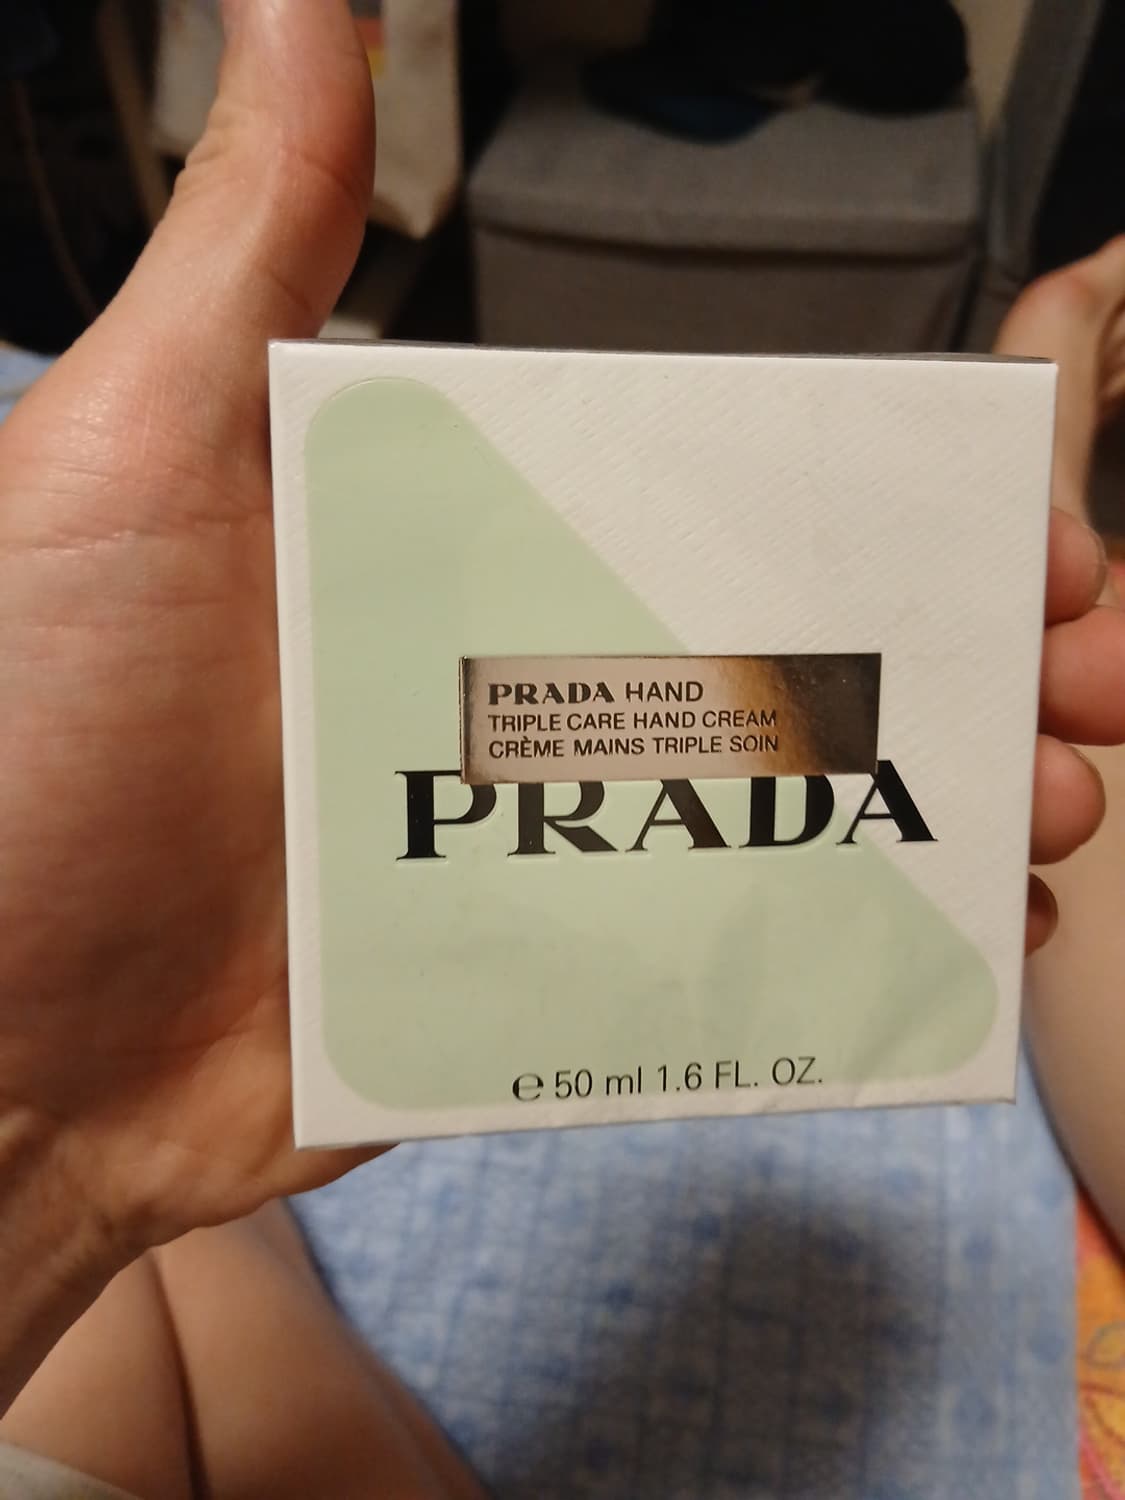 PRADA HAND
TRIPLE CARE HAND CREAM
CRÈME MAINS TRIPLE SOIN
PRADA
℮ 50 ml 1.6 FL. OZ.